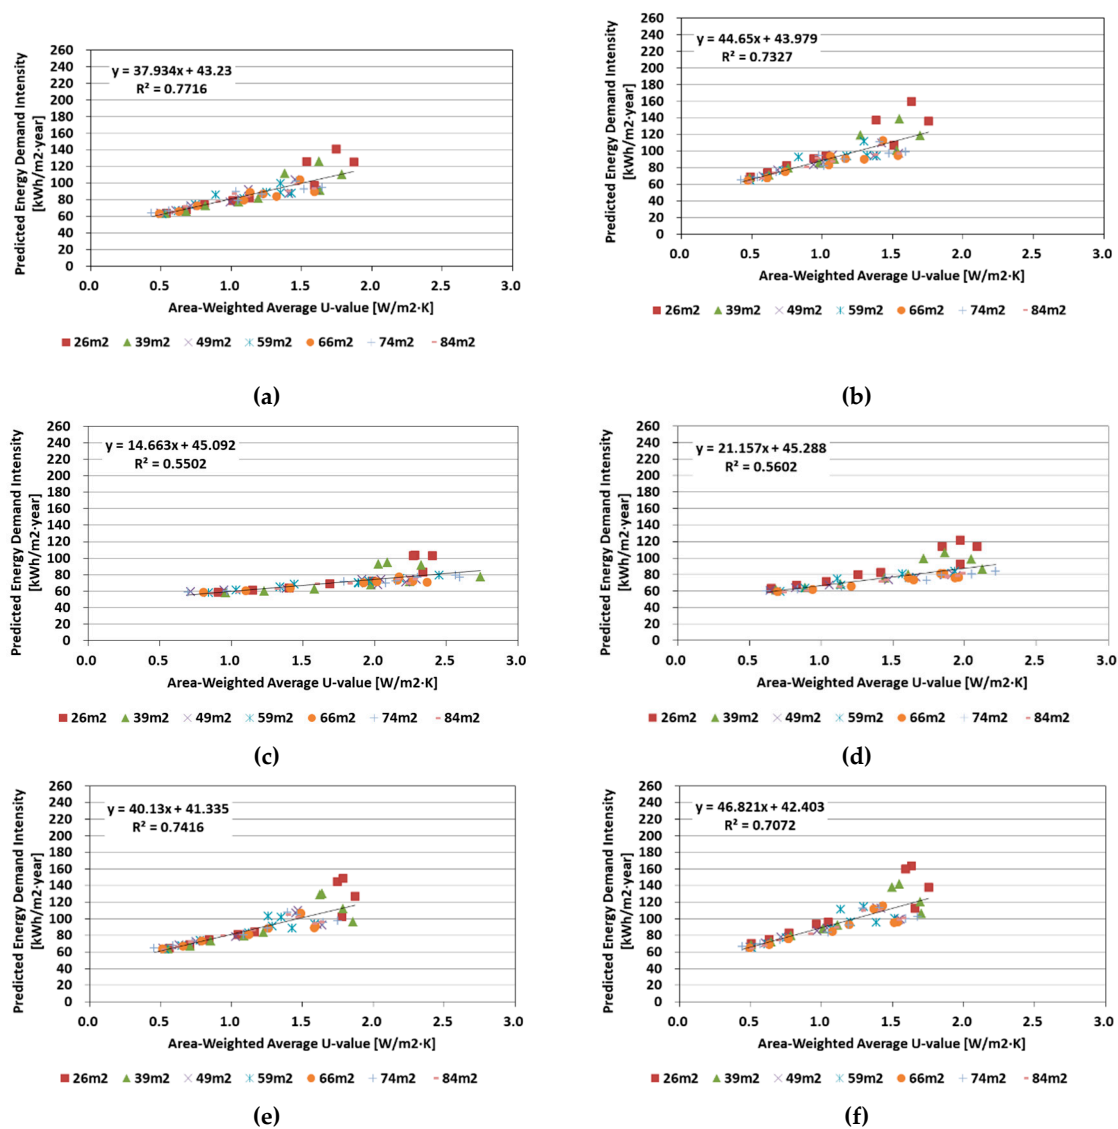 Predicted Energy Demand Intensity
[kWh/m2·year]
260
240
220
200
180
160
140
120
100
80
60
40
20
0
y = 37.934x + 43.23
R² = 0.7716
0.0 0.5 1.0 1.5 2.0 2.5 3.0
Area-Weighted Average U-value [W/m2·K]
26m2 39m2 49m2 59m2 66m2 74m2 84m2
(a)
Predicted Energy Demand Intensity
[kWh/m2·year]
260
240
220
200
180
160
140
120
100
80
60
40
20
0
y = 44.65x + 43.979
R² = 0.7327
0.0 0.5 1.0 1.5 2.0 2.5 3.0
Area-Weighted Average U-value [W/m2·K]
26m2 39m2 49m2 59m2 66m2 74m2 84m2
(b)
Predicted Energy Demand Intensity
[kWh/m2·year]
260
240
220
200
180
160
140
120
100
80
60
40
20
0
y = 14.663x + 45.092
R² = 0.5502
0.0 0.5 1.0 1.5 2.0 2.5 3.0
Area-Weighted Average U-value [W/m2·K]
26m2 39m2 49m2 59m2 66m2 74m2 84m2
(c)
Predicted Energy Demand Intensity
[kWh/m2·year]
260
240
220
200
180
160
140
120
100
80
60
40
20
0
y = 21.157x + 45.288
R² = 0.5602
0.0 0.5 1.0 1.5 2.0 2.5 3.0
Area-Weighted Average U-value [W/m2·K]
26m2 39m2 49m2 59m2 66m2 74m2 84m2
(d)
Predicted Energy Demand Intensity
[kWh/m2·year]
260
240
220
200
180
160
140
120
100
80
60
40
20
0
y = 40.13x + 41.335
R² = 0.7416
0.0 0.5 1.0 1.5 2.0 2.5 3.0
Area-Weighted Average U-value [W/m2·K]
26m2 39m2 49m2 59m2 66m2 74m2 84m2
(e)
Predicted Energy Demand Intensity
[kWh/m2·year]
260
240
220
200
180
160
140
120
100
80
60
40
20
0
y = 46.821x + 42.403
R² = 0.7072
0.0 0.5 1.0 1.5 2.0 2.5 3.0
Area-Weighted Average U-value [W/m2·K]
26m2 39m2 49m2 59m2 66m2 74m2 84m2
(f)